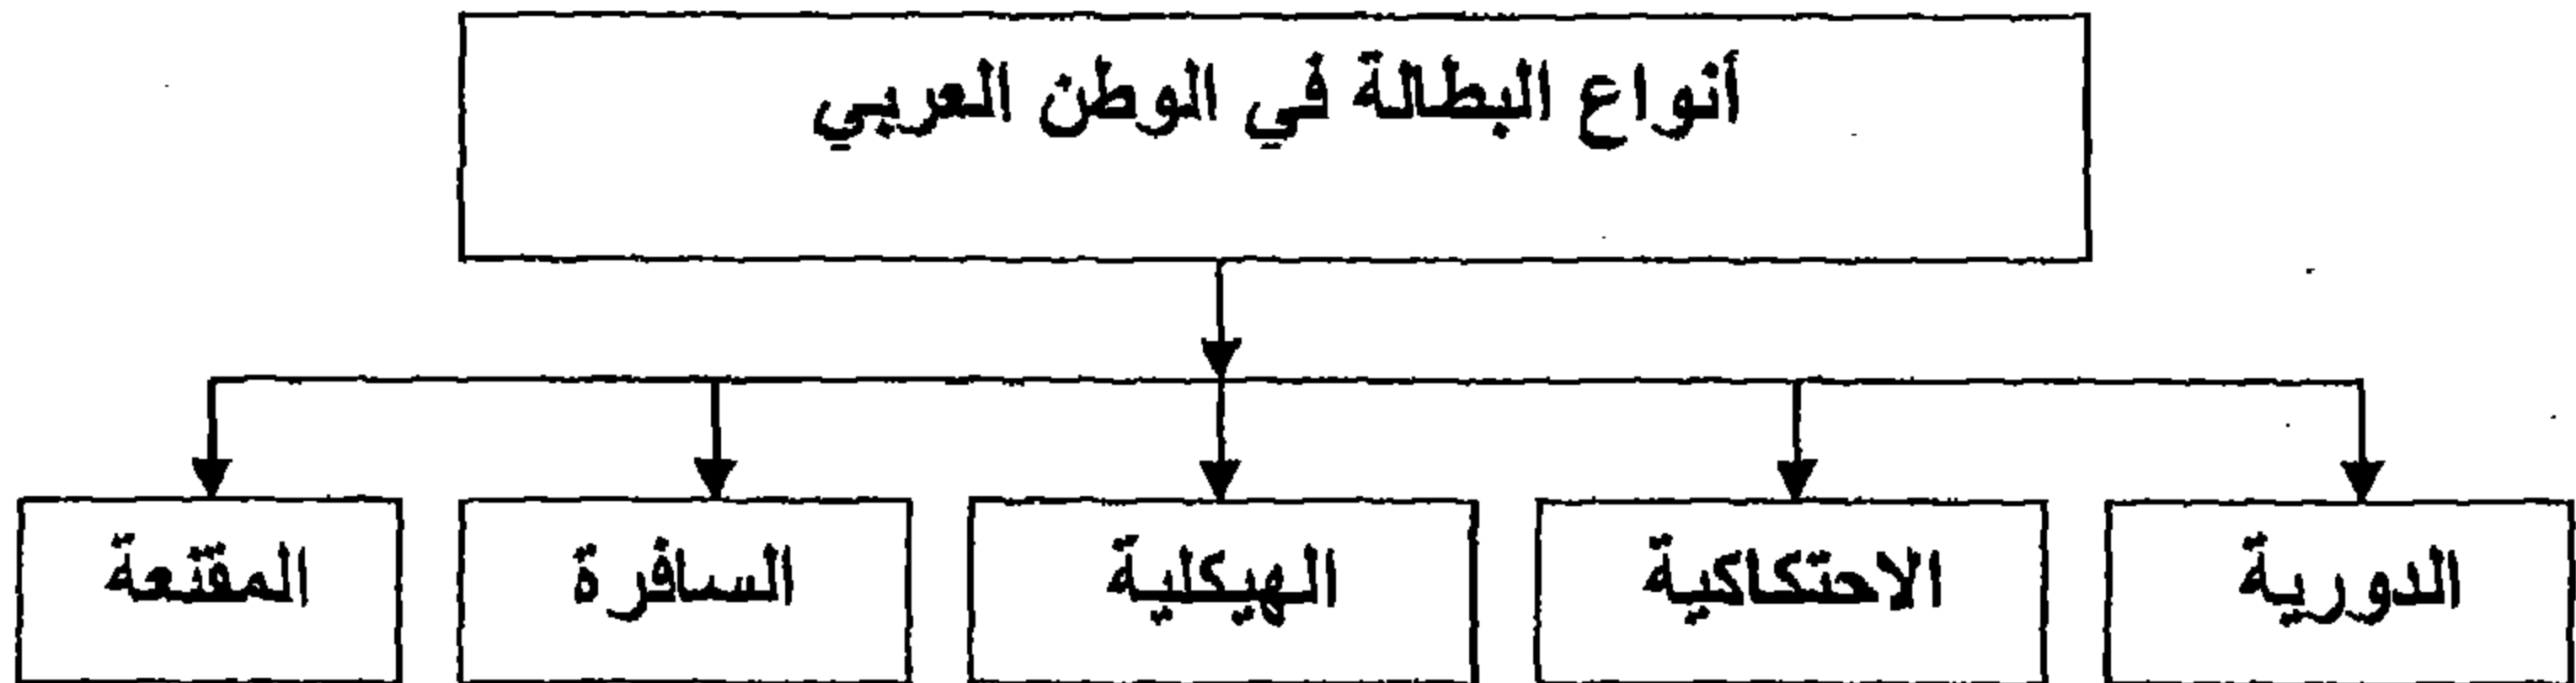 أنواع البطالة في الوطن العربي
الدورية
الاحتكاكية
الهيكلية
السافرة
المقنعة